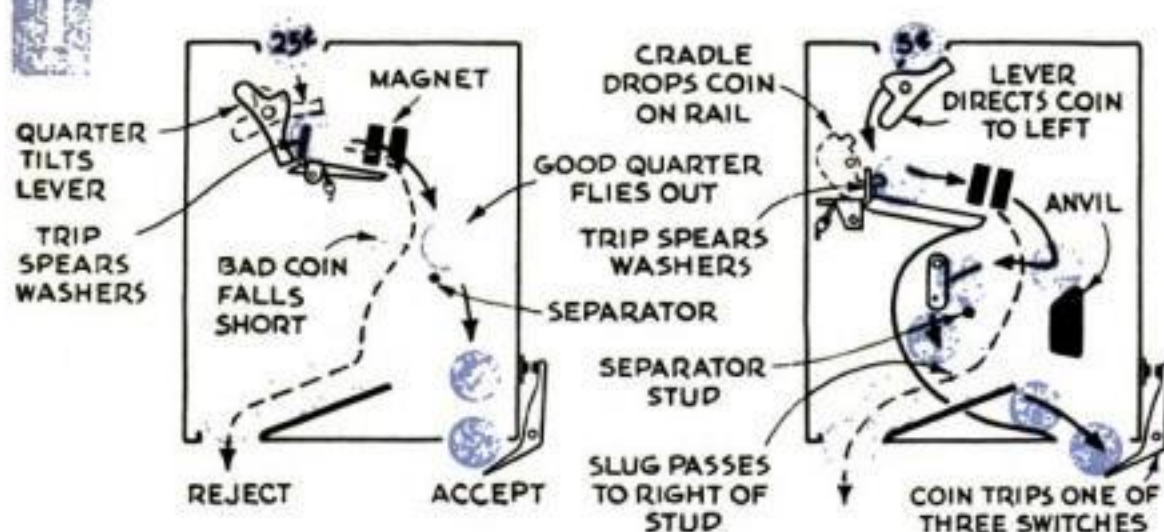 25¢
MAGNET
QUARTER
TILTS
LEVER
TRIP
SPEARS
WASHERS
BAD COIN
FALLS
SHORT
GOOD QUARTER
FLIES OUT
SEPARATOR
REJECT
ACCEPT
5¢
CRADLE
DROPS COIN
ON RAIL
LEVER
DIRECTS COIN
TO LEFT
TRIP SPEARS
WASHERS
ANVIL
SEPARATOR
STUD
SLUG PASSES
TO RIGHT OF
STUD
COIN TRIPS ONE OF
THREE SWITCHES